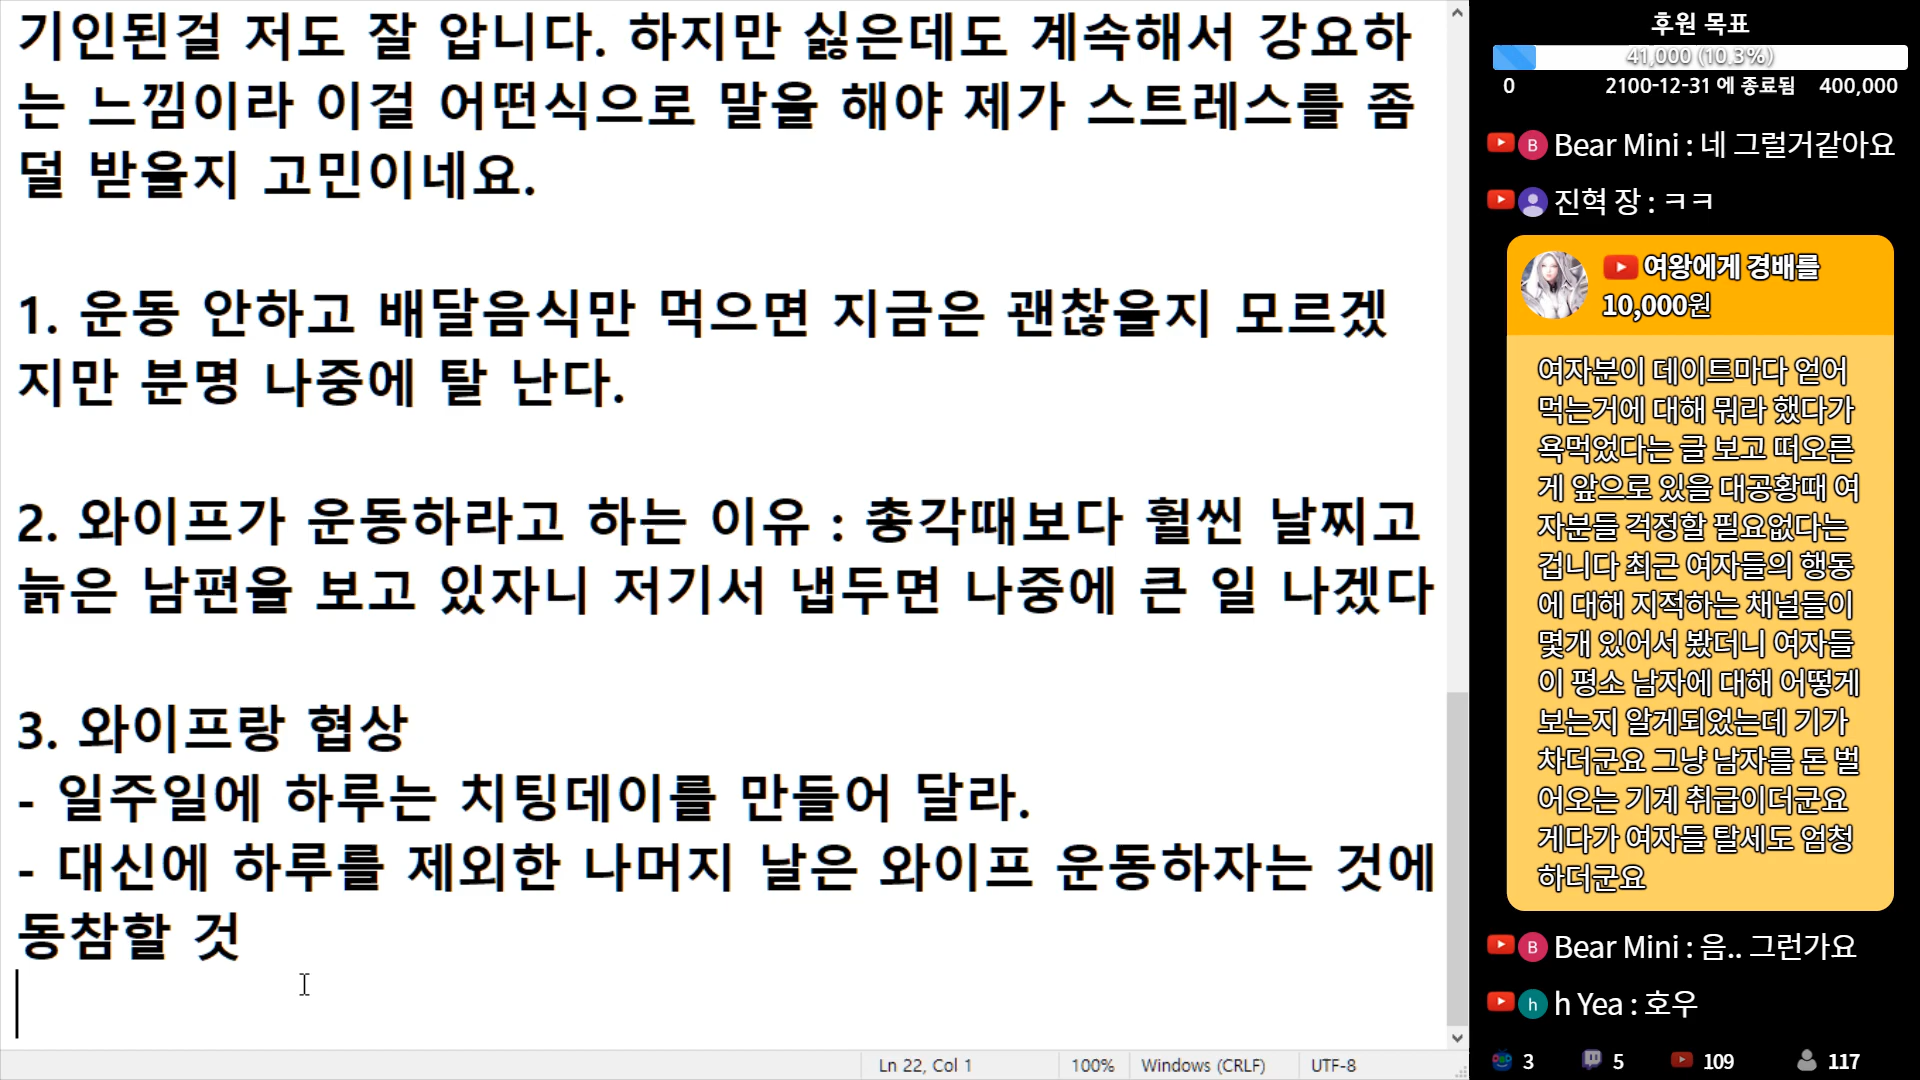 기인된걸 저도 잘 압니다. 하지만 싫은데도 계속해서 강요하
는 느낌이라 이걸 어떤식으로 말을 해야 제가 스트레스를 좀
덜 받을지 고민이네요.
1. 운동 안하고 배달음식만 먹으면 지금은 괜찮을지 모르겠
지만 분명 나중에 탈 난다.
2. 와이프가 운동하라고 하는 이유 : 총각때보다 훨씬 날찌고
늙은 남편을 보고 있자니 저기서 냅두면 나중에 큰 일 나겠다
3. 와이프랑 협상
- 일주일에 하루는 치팅데이를 만들어 달라.
- 대신에 하루를 제외한 나머지 날은 와이프 운동하자는 것에
동참할 것
Ln 22, Col 1
100%
Windows (CRLF)
UTF-8
후원 목표
41,000 (10.3%)
0 2100-12-31 에 종료됨 400,000
B Bear Mini : 네 그럴거같아요
진혁 장 : ㅋㅋ
여왕에게 경배를
10,000원
여자분이 데이트마다 얻어
먹는거에 대해 뭐라 했다가
욕먹었다는 글 보고 떠오른
게 앞으로 있을 대공황때 여
자분들 걱정할 필요없다는
겁니다 최근 여자들의 행동
에 대해 지적하는 채널들이
몇개 있어서 봤더니 여자들
이 평소 남자에 대해 어떻게
보는지 알게되었는데 기가
차더군요 그냥 남자를 돈 벌
어오는 기계 취급이더군요
게다가 여자들 탈세도 엄청
하더군요
B Bear Mini : 음.. 그런가요
h h Yea : 호우
3 5 109 117